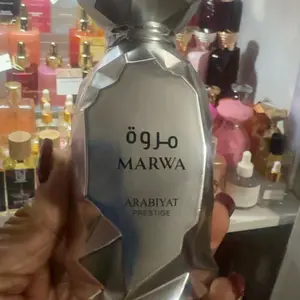 مروة
MARWA
ARABIYAT
PRESTIGE